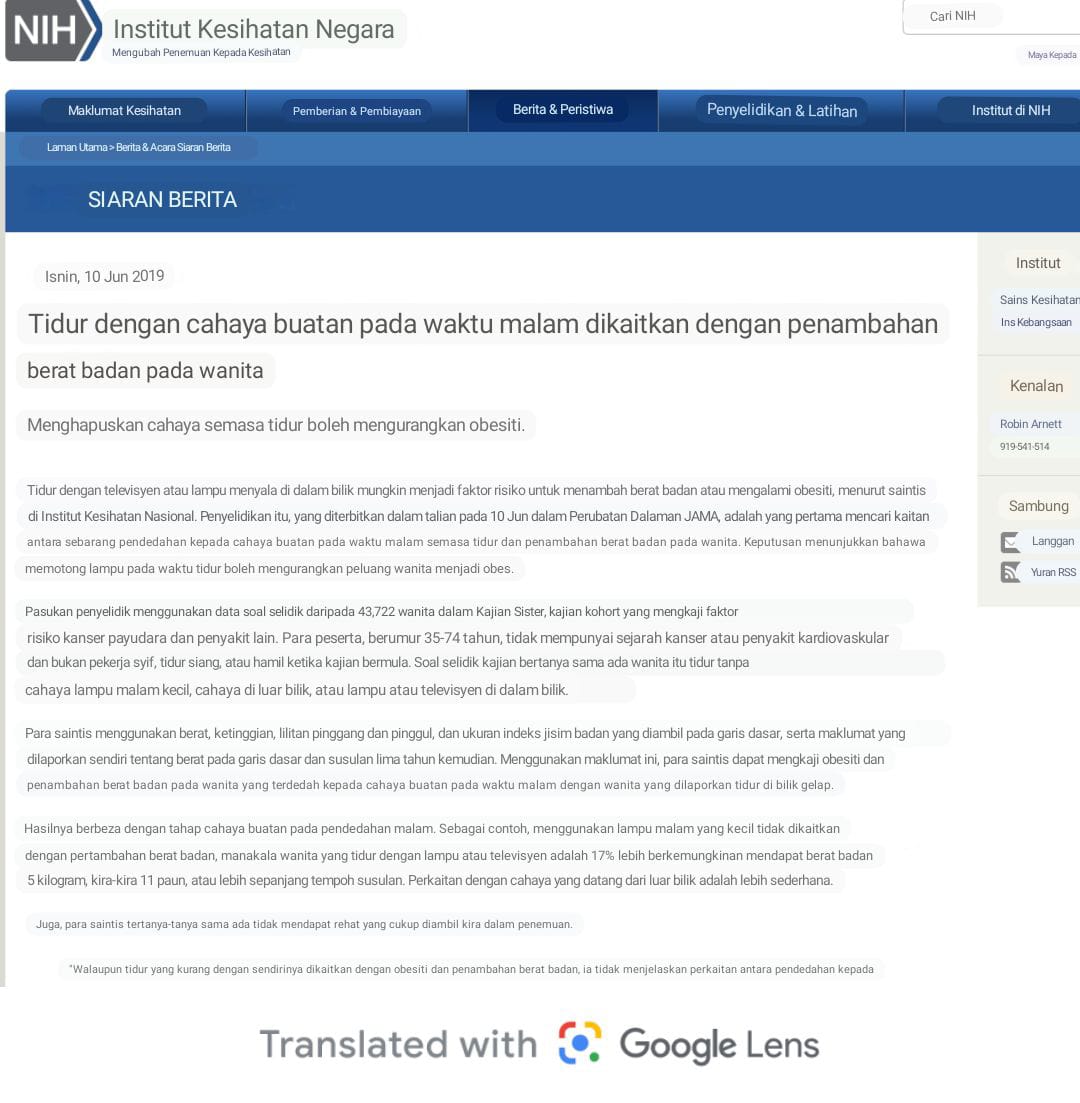 NIH
Institut Kesihatan Negara
Mengubah Penemuan Kepada Kesihatan
Cari NIH
Maya Kepada
Maklumat Kesihatan
Pemberian & Pembiayaan
Berita & Peristiwa
Penyelidikan & Latihan
Institut di NIH
Laman Utama > Berita & Acara Siaran Berita
SIARAN BERITA
Isnin, 10 Jun 2019
Tidur dengan cahaya buatan pada waktu malam dikaitkan dengan penambahan
berat badan pada wanita
Menghapuskan cahaya semasa tidur boleh mengurangkan obesiti.
Tidur dengan televisyen atau lampu menyala di dalam bilik mungkin menjadi faktor risiko untuk menambah berat badan atau mengalami obesiti, menurut saintis
di Institut Kesihatan Nasional. Penyelidikan itu, yang diterbitkan dalam talian pada 10 Jun dalam Perubatan Dalaman JAMA, adalah yang pertama mencari kaitan
antara sebarang pendedahan kepada cahaya buatan pada waktu malam semasa tidur dan penambahan berat badan pada wanita. Keputusan menunjukkan bahawa
memotong lampu pada waktu tidur boleh mengurangkan peluang wanita menjadi obes.
Pasukan penyelidik menggunakan data soal selidik daripada 43,722 wanita dalam Kajian Sister, kajian kohort yang mengkaji faktor
risiko kanser payudara dan penyakit lain. Para peserta, berumur 35-74 tahun, tidak mempunyai sejarah kanser atau penyakit kardiovaskular
dan bukan pekerja syif, tidur siang, atau hamil ketika kajian bermula. Soal selidik kajian bertanya sama ada wanita itu tidur tanpa
cahaya lampu malam kecil, cahaya di luar bilik, atau lampu atau televisyen di dalam bilik.
Para saintis menggunakan berat, ketinggian, lilitan pinggang dan pinggul, dan ukuran indeks jisim badan yang diambil pada garis dasar, serta maklumat yang
dilaporkan sendiri tentang berat pada garis dasar dan susulan lima tahun kemudian. Menggunakan maklumat ini, para saintis dapat mengkaji obesiti dan
penambahan berat badan pada wanita yang terdedah kepada cahaya buatan pada waktu malam dengan wanita yang dilaporkan tidur di bilik gelap.
Hasilnya berbeza dengan tahap cahaya buatan pada pendedahan malam. Sebagai contoh, menggunakan lampu malam yang kecil tidak dikaitkan
dengan pertambahan berat badan, manakala wanita yang tidur dengan lampu atau televisyen adalah 17% lebih berkemungkinan mendapat berat badan
5 kilogram, kira-kira 11 paun, atau lebih sepanjang tempoh susulan. Perkaitan dengan cahaya yang datang dari luar bilik adalah lebih sederhana.
Juga, para saintis tertanya-tanya sama ada tidak mendapat rehat yang cukup diambil kira dalam penemuan.
"Walaupun tidur yang kurang dengan sendirinya dikaitkan dengan obesiti dan penambahan berat badan, ia tidak menjelaskan perkaitan antara pendedahan kepada
Institut
Sains Kesihatan
Ins Kebangsaan
Kenalan
Robin Arnett
919-541-514
Sambung
Langgan
Yuran RSS
Translated with Google Lens